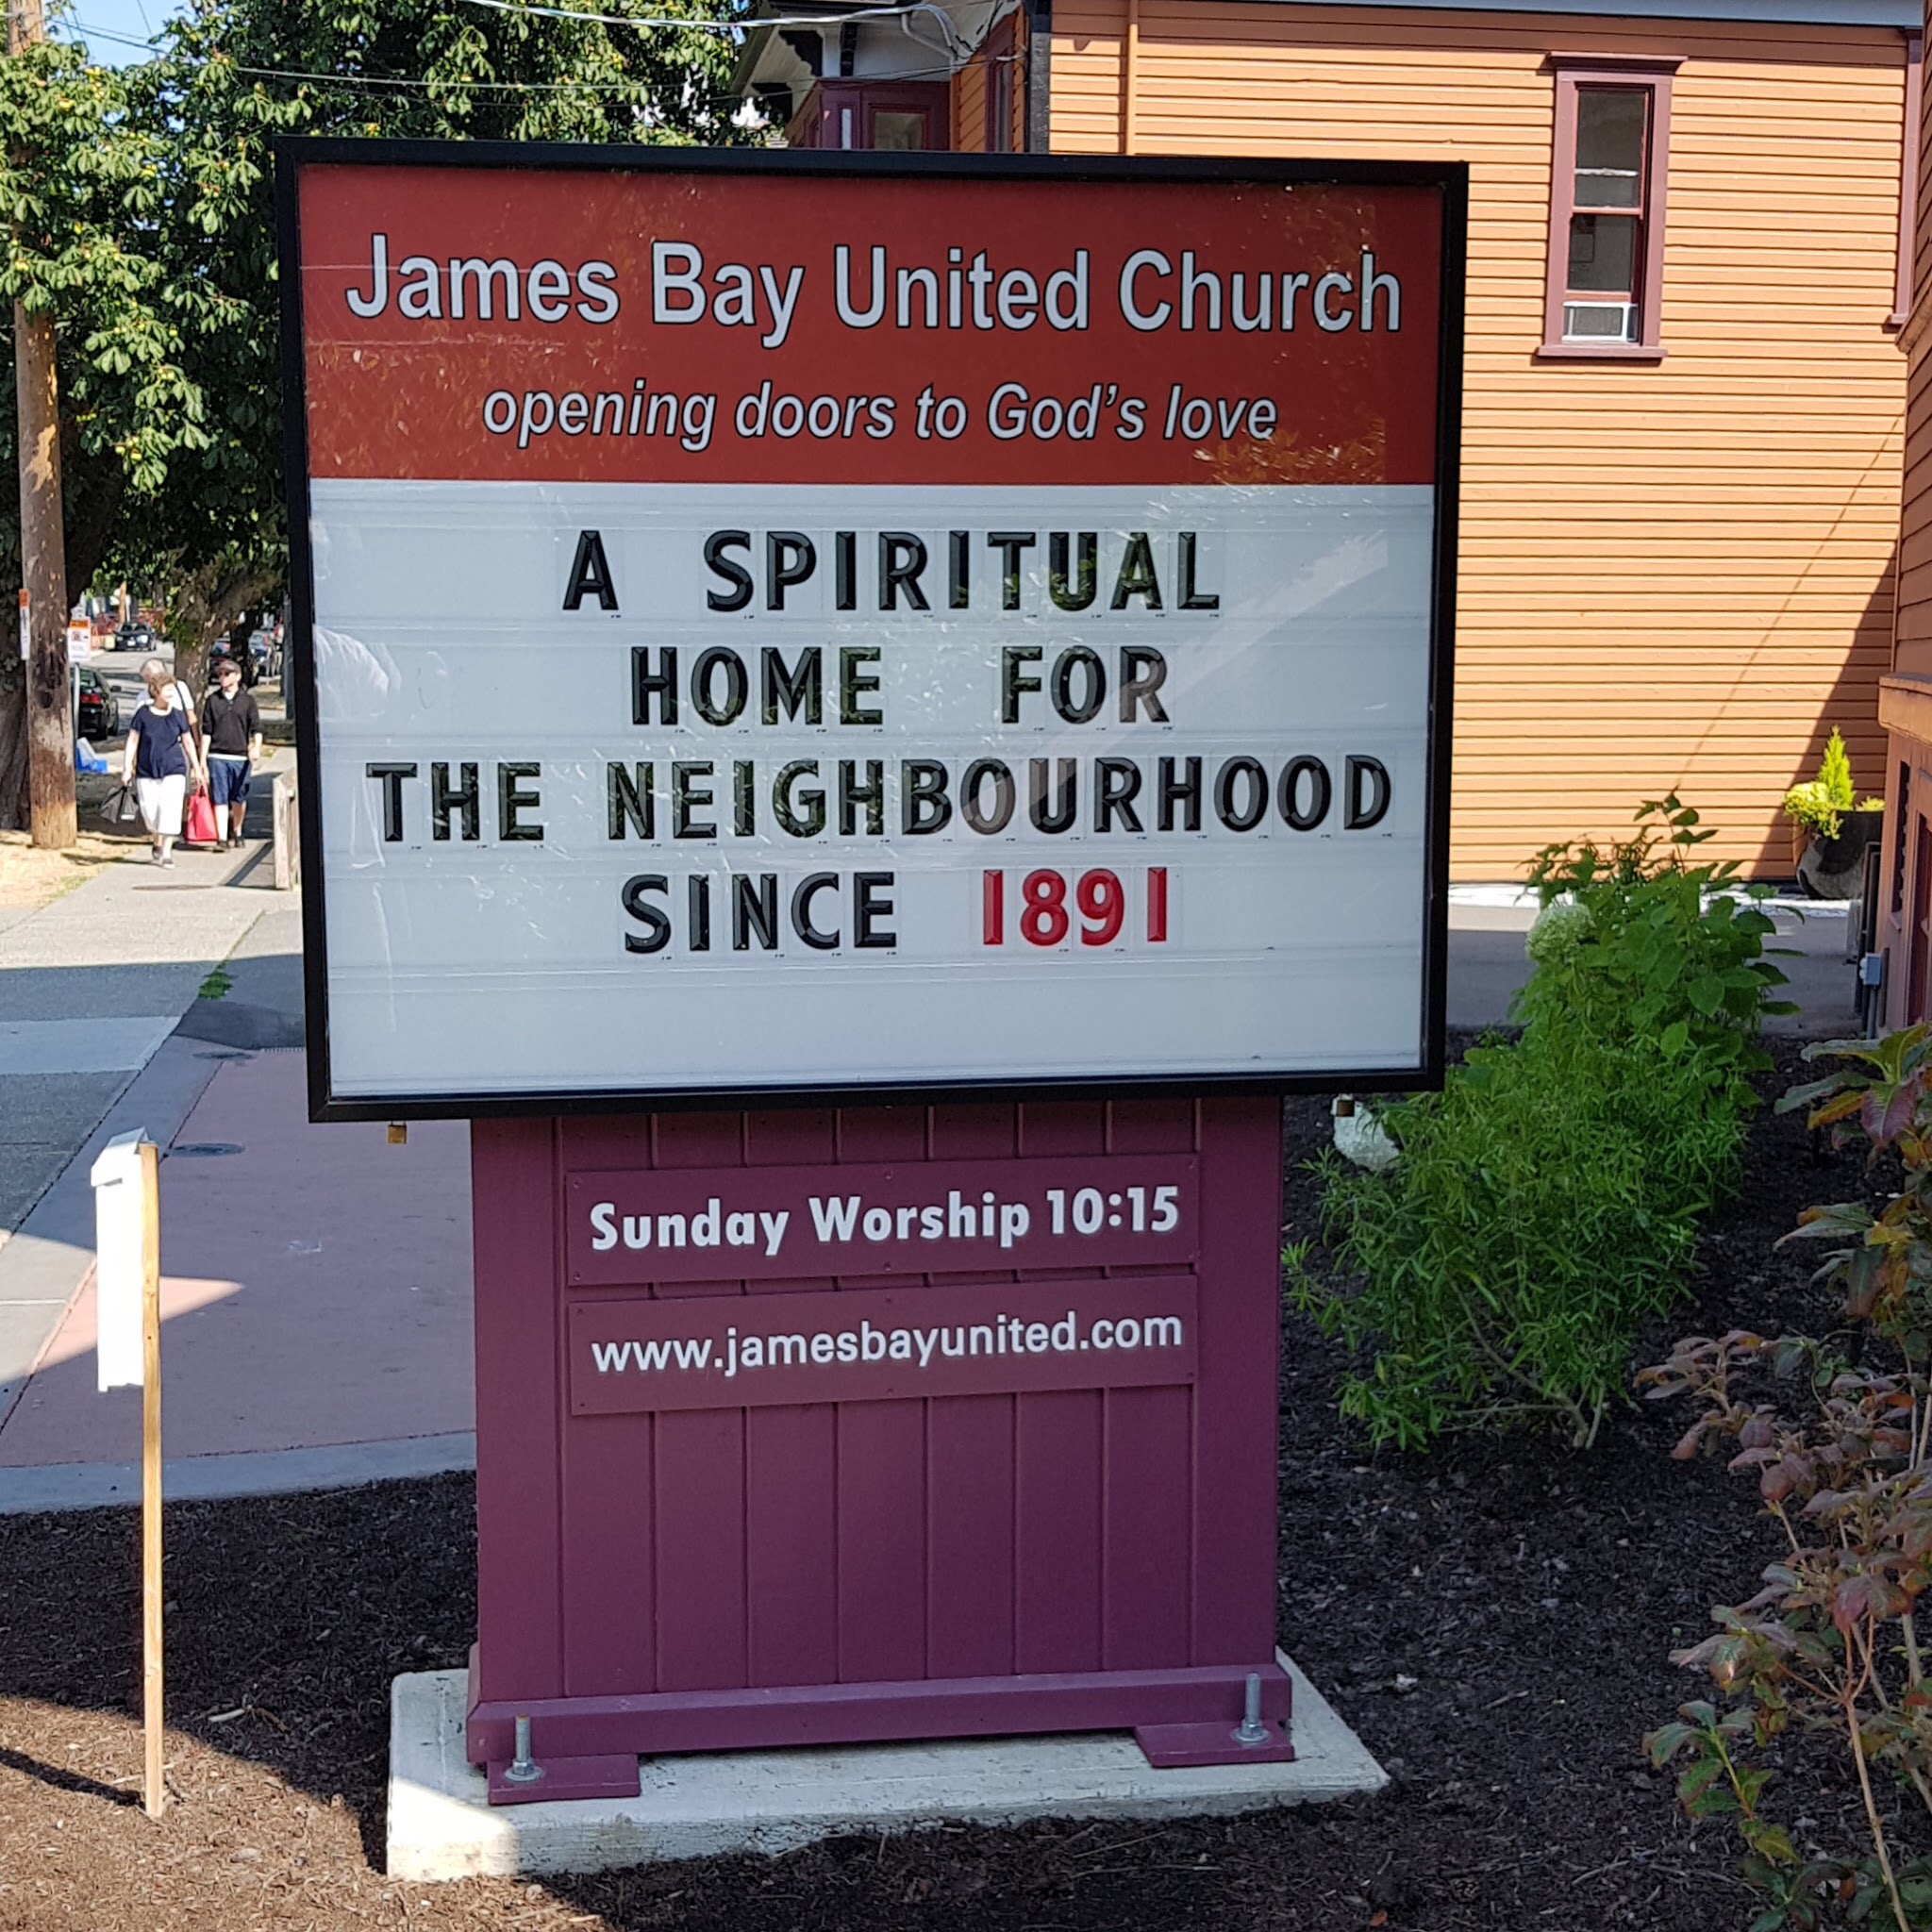 James Bay United Church
opening doors to God's love
A SPIRITUAL
HOME FOR
THE NEIGHBOURHOOD
SINCE 1891
Sunday Worship 10:15
www.jamesbayunited.com